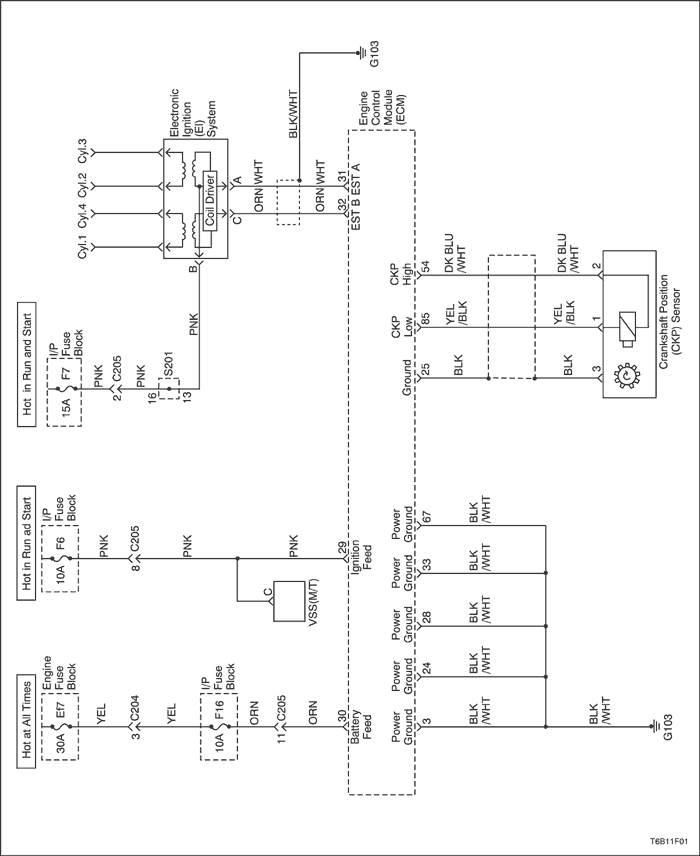 Hot at All Times
Engine
Fuse
Block
30A
Ef7
YEL
3
C204
YEL
I/P
Fuse
Block
10A
F16
ORN
11
C205
ORN
30
Battery
Feed
Hot in Run ad Start
I/P
Fuse
Block
10A
F6
PNK
8
C205
PNK
PNK
C
VSS(M/T)
29
Ignition
Feed
Hot in Run and Start
I/P
Fuse
Block
15A
F7
PNK
2
C205
PNK
16
S201
13
PNK
B
Cyl.1
Cyl.4
Cyl.2
Cyl.3
Electronic
Ignition
(EI)
System
Coil Driver
A
C
ORN
WHT
ORN
WHT
BLK/WHT
G103
32
31
EST B
EST A
Engine
Control
Module
(ECM)
Power
Ground
3
Power
Ground
24
Power
Ground
28
Power
Ground
33
Power
Ground
67
BLK
/WHT
BLK
/WHT
BLK
/WHT
BLK
/WHT
BLK
/WHT
BLK
/WHT
G103
Ground
25
CKP
Low
85
CKP
High
54
BLK
YEL
/BLK
DK BLU
/WHT
BLK
YEL
/BLK
DK BLU
/WHT
3
1
2
Crankshaft Position
(CKP) Sensor
T6B11F01